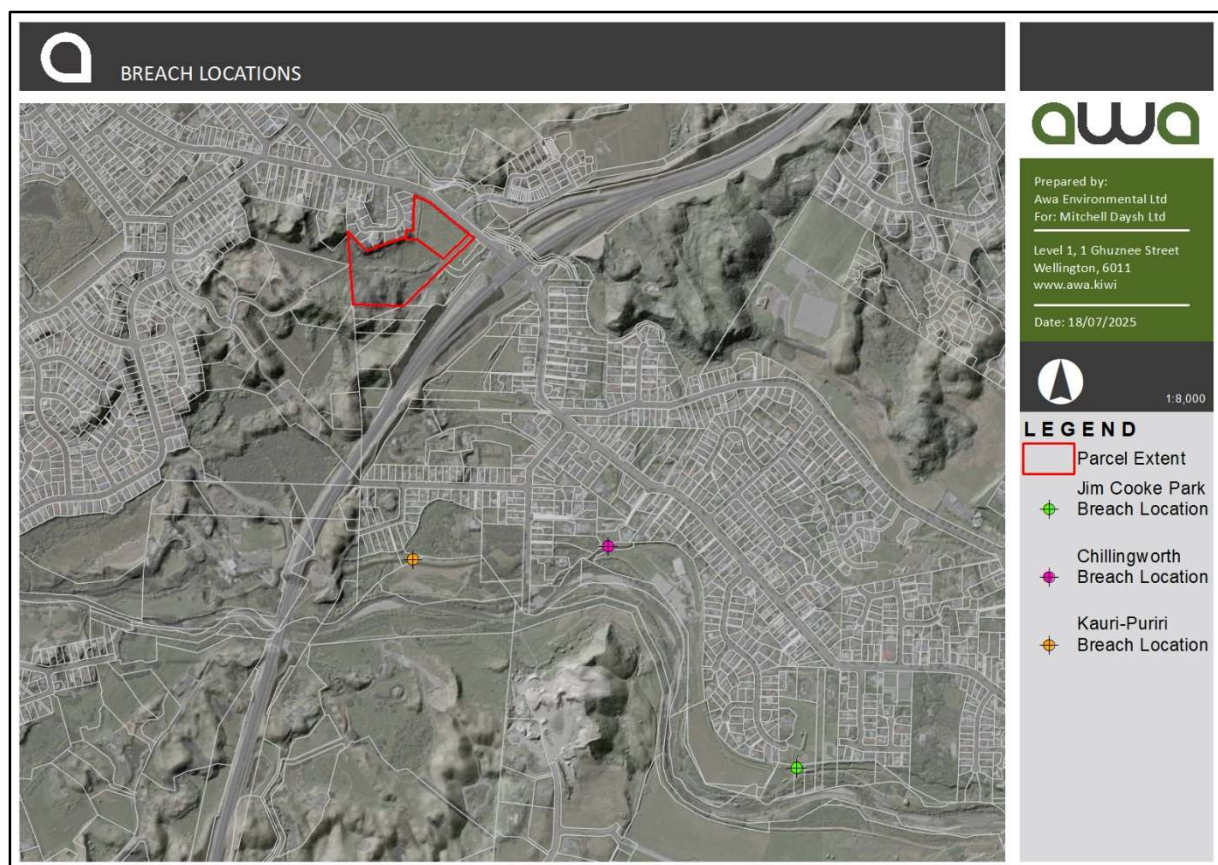 BREACH LOCATIONS
awa
Prepared by:
Awa Environmental Ltd
For: Mitchell Daysh Ltd
Level 1, 1 Ghuznee Street
Wellington, 6011
www.awa.kiwi
Date: 18/07/2025
1:8,000
LEGEND
Parcel Extent
Jim Cooke Park
Breach Location
Chillingworth
Breach Location
Kauri-Puriri
Breach Location